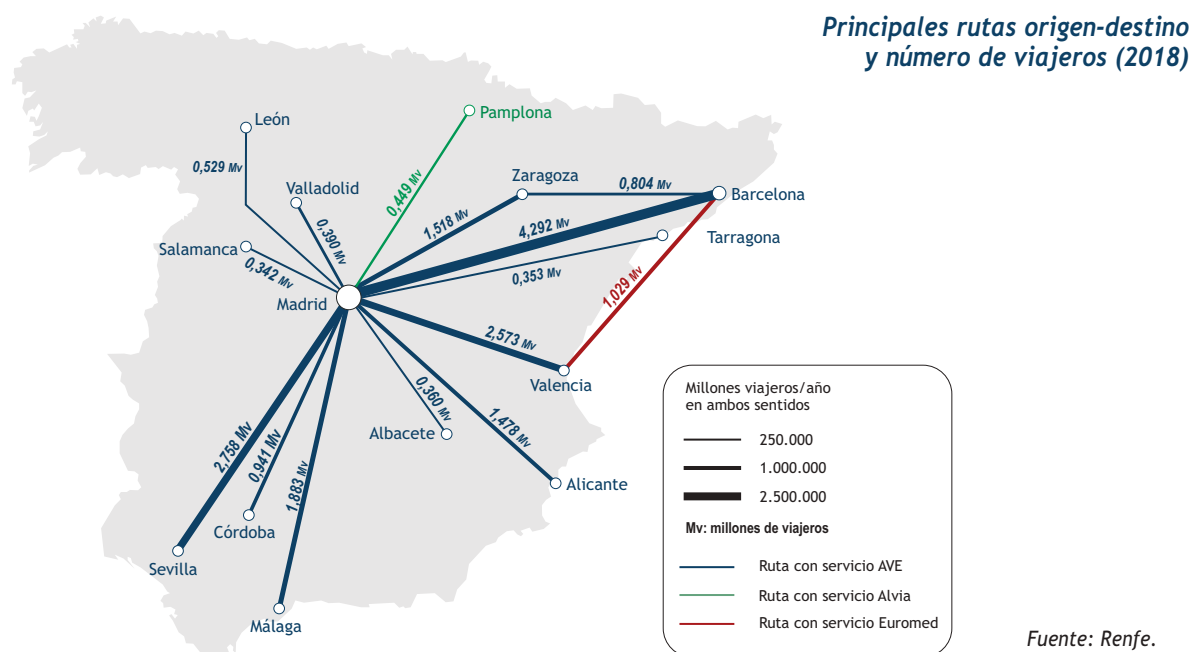 Principales rutas origen-destino
y número de viajeros (2018)
León
Pamplona
0,529 Mv
Valladolid
Zaragoza
0,804 Mv
Barcelona
0,449 Mv
0,390 Mv
1,518 Mv
4,292 Mv
Salamanca
0,342 Mv
Tarragona
0,353 Mv
Madrid
1,029 Mv
2,573 Mv
Valencia
0,360 Mv
Albacete
1,478 Mv
Alicante
2,758 Mv
0,941 Mv
1,883 Mv
Córdoba
Sevilla
Málaga
Millones viajeros/año
en ambos sentidos
250.000
1.000.000
2.500.000
Mv: millones de viajeros
Ruta con servicio AVE
Ruta con servicio Alvia
Ruta con servicio Euromed
Fuente: Renfe.